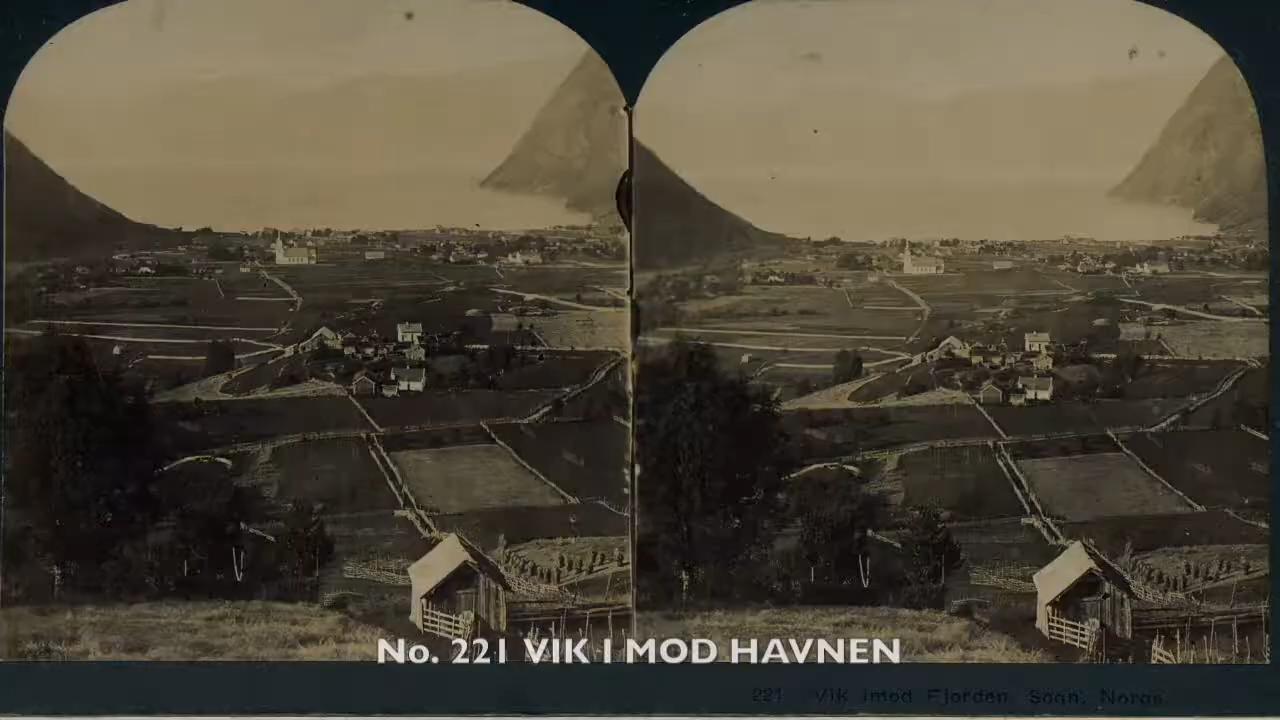 No. 221 VIK I MOD HAVNEN
221 Vik imod Fjorden, Sogn, Norge.